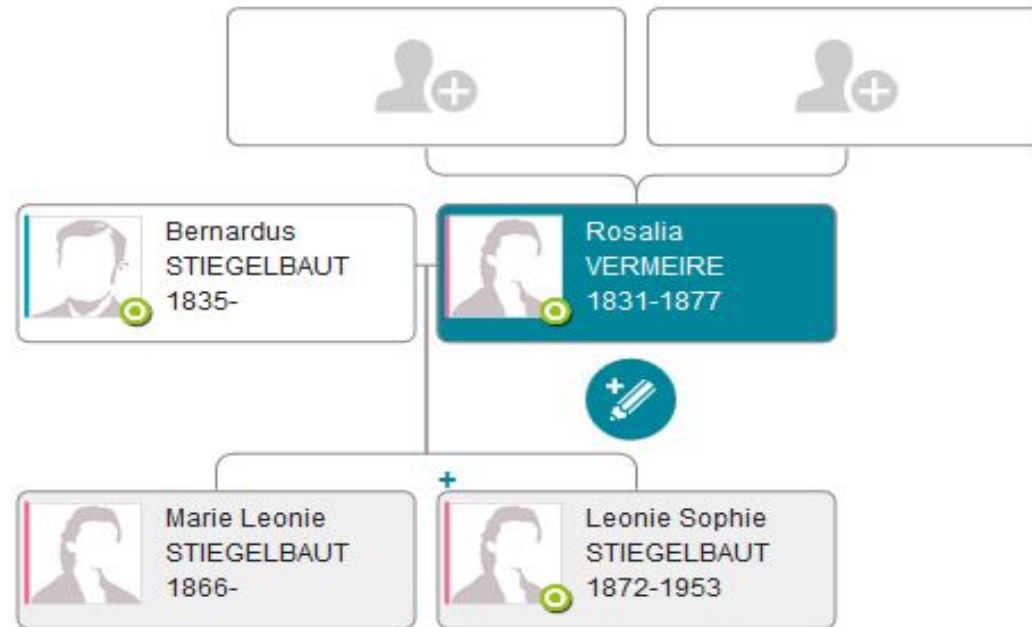 Bernardus
STIEGELBAUT
1835-
Rosalia
VERMEIRE
1831-1877
Marie Leonie
STIEGELBAUT
1866-
Leonie Sophie
STIEGELBAUT
1872-1953